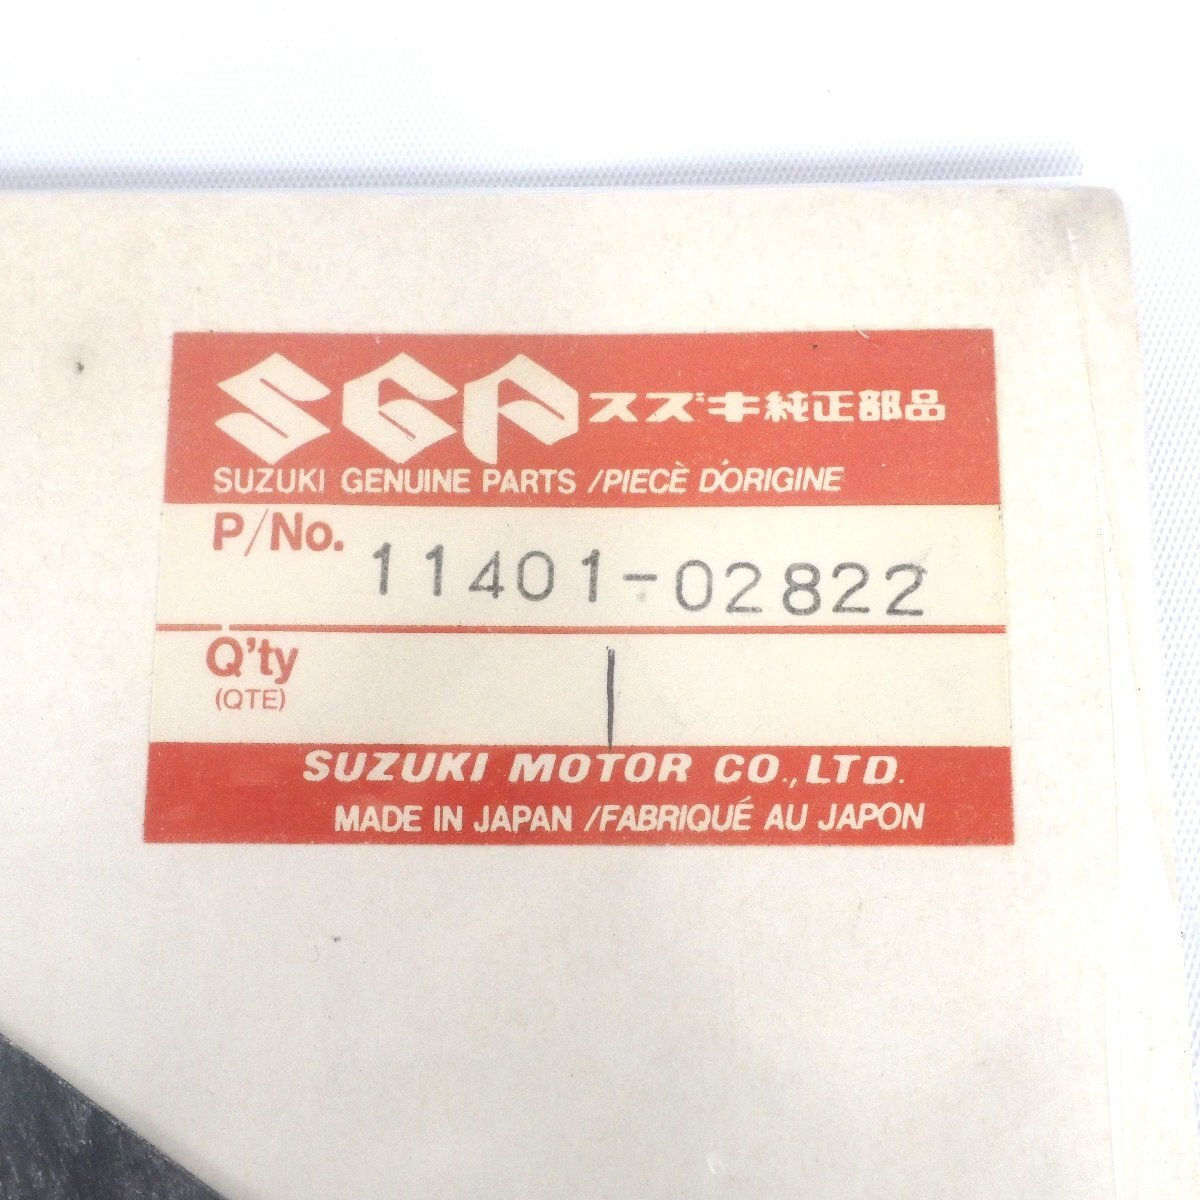 SGP スズキ純正部品
SUZUKI GENUINE PARTS /PIECÈ D'ORIGINE
P/No. 11401-02822
Q'ty |
(QTE)
SUZUKI MOTOR CO.,LTD.
MADE IN JAPAN /FABRIQUÉ AU JAPON